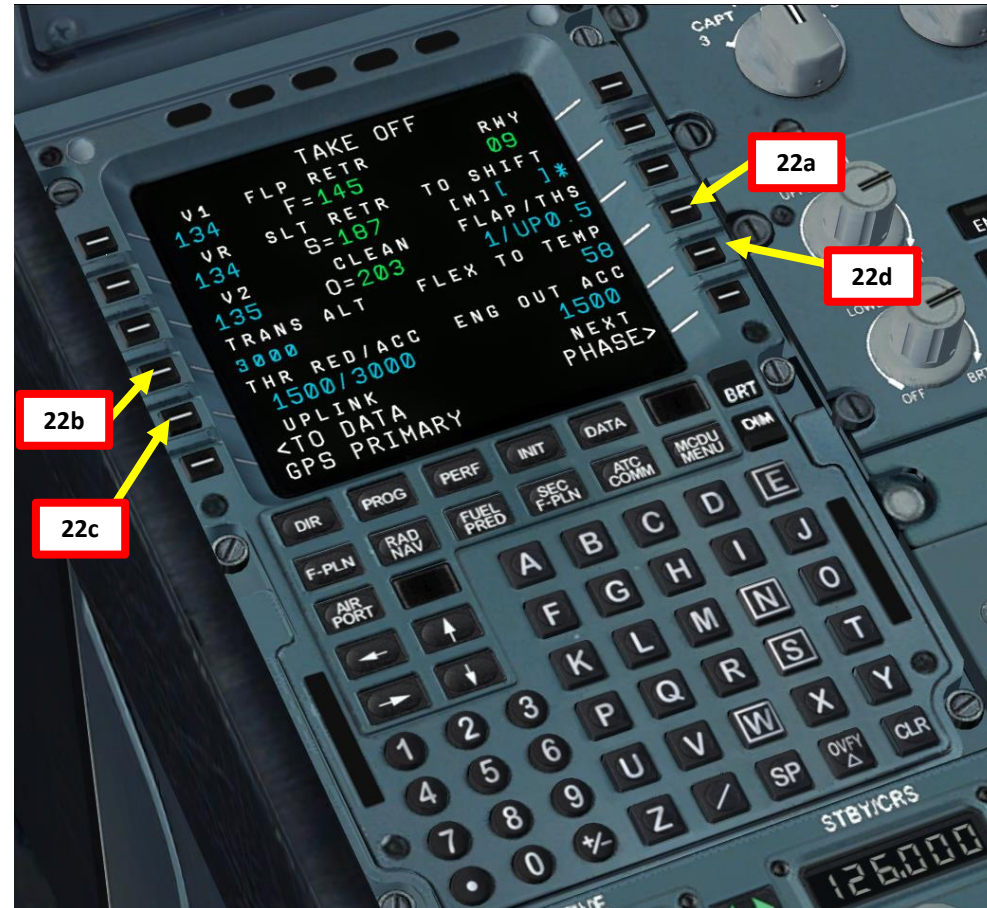 CAPT
3
TAKE OFF
V1 FLP RETR RWY
134 F=145 09
VR SLT RETR TO SHIFT
134 S=187 [M][ ]*
V2 CLEAN FLAP/THS
135 O=203 1/UP0.5
TRANS ALT FLEX TO TEMP
3000 58
THR RED/ACC ENG OUT ACC
1500/3000 1500
UPLINK NEXT
<TO DATA PHASE>
GPS PRIMARY
22a
22d
22b
22c
OFF
BRT
BRT
DIM
DIR PROG PERF INIT DATA
F-PLN RAD NAV FUEL PRED SEC F-PLN ATC COMM MCDU MENU
AIR PORT
← ↑
→ ↓
A B C D E
F G H I J
K L M N O
P Q R S T
U V W X Y
Z / SP OVFY △ CLR
1 2 3
4 5 6
7 8 9
. 0 +/-
STBY/CRS
126.000